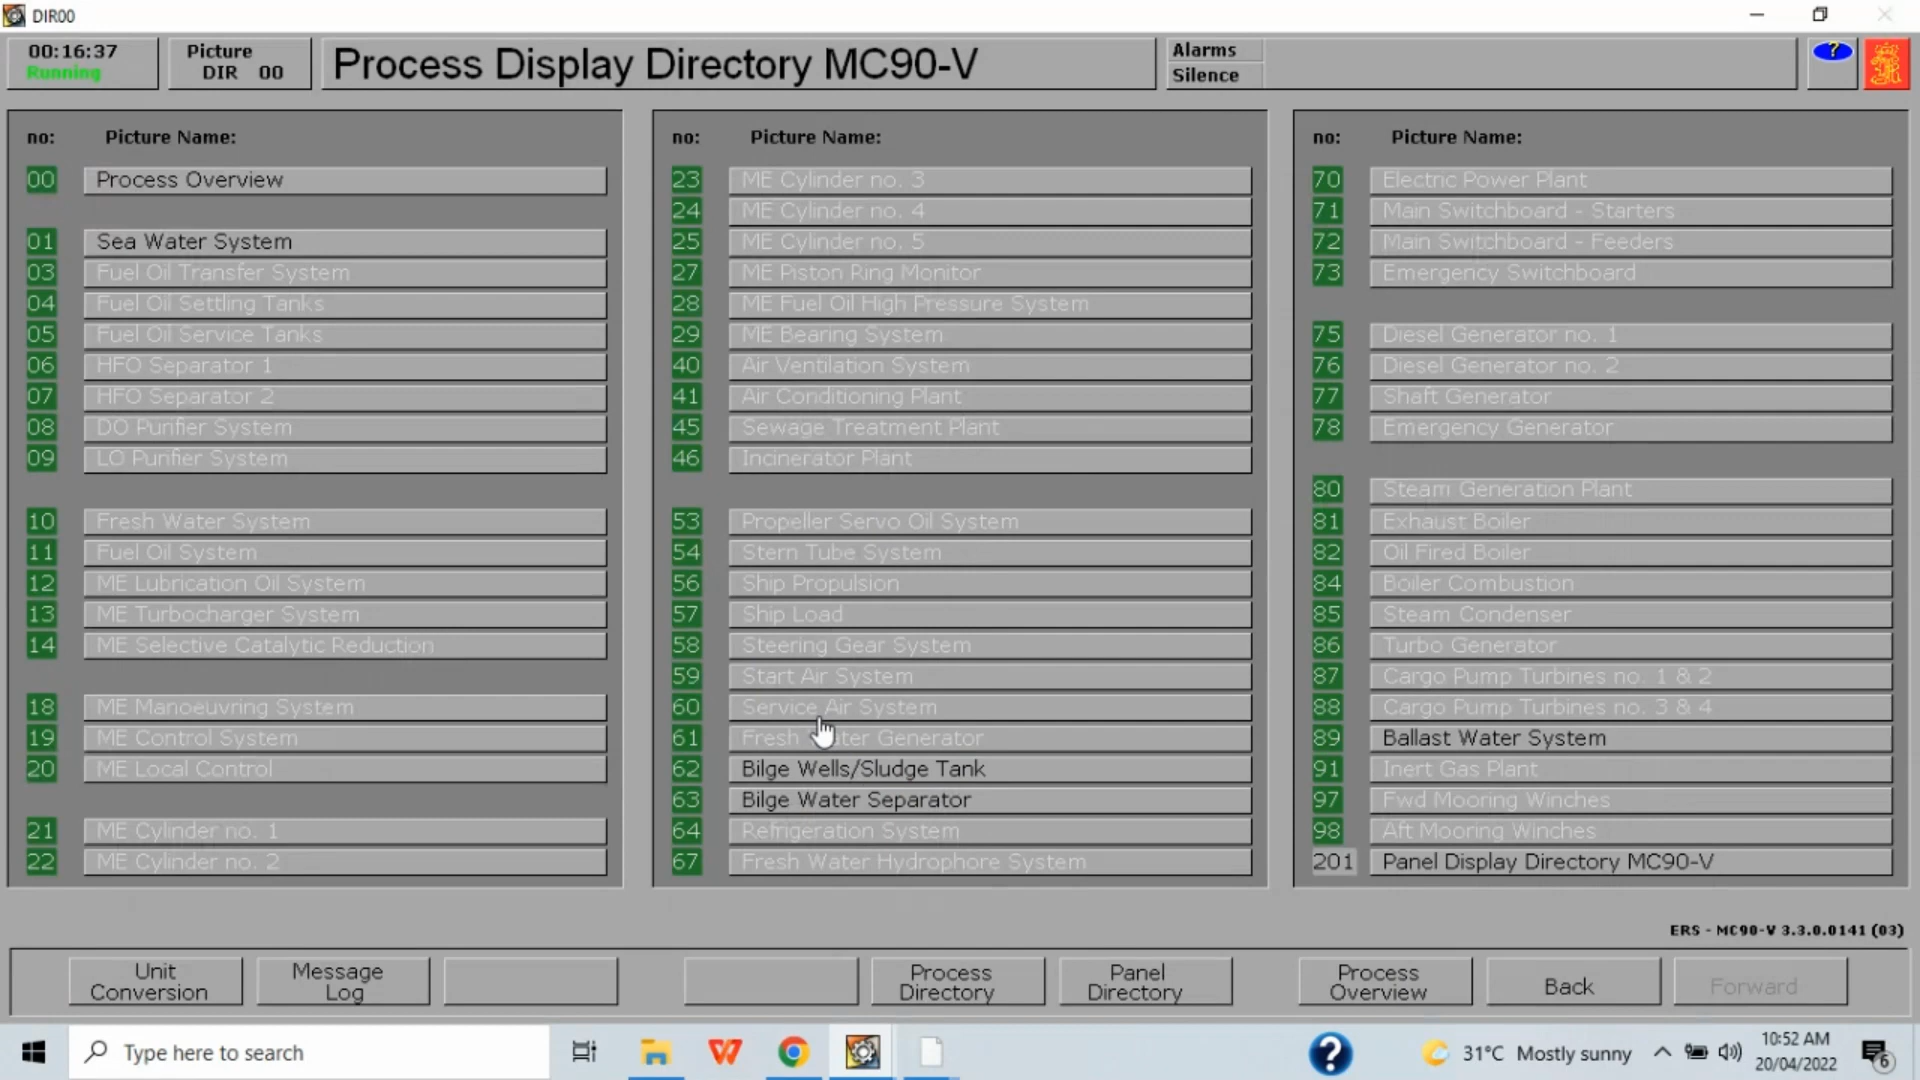 DIR00
00:16:37
Running
Picture
DIR 00
Process Display Directory MC90-V
Alarms
Silence
?
no: Picture Name:
00 Process Overview
01 Sea Water System
03 Fuel Oil Transfer System
04 Fuel Oil Settling Tanks
05 Fuel Oil Service Tanks
06 HFO Separator 1
07 HFO Separator 2
08 DO Purifier System
09 LO Purifier System
10 Fresh Water System
11 Fuel Oil System
12 ME Lubrication Oil System
13 ME Turbocharger System
14 ME Selective Catalytic Reduction
18 ME Manoeuvring System
19 ME Control System
20 ME Local Control
21 ME Cylinder no. 1
22 ME Cylinder no. 2
no: Picture Name:
23 ME Cylinder no. 3
24 ME Cylinder no. 4
25 ME Cylinder no. 5
27 ME Piston Ring Monitor
28 ME Fuel Oil High Pressure System
29 ME Bearing System
40 Air Ventilation System
41 Air Conditioning Plant
45 Sewage Treatment Plant
46 Incinerator Plant
53 Propeller Servo Oil System
54 Stern Tube System
56 Ship Propulsion
57 Ship Load
58 Steering Gear System
59 Start Air System
60 Service Air System
61 Fresh Water Generator
62 Bilge Wells/Sludge Tank
63 Bilge Water Separator
64 Refrigeration System
67 Fresh Water Hydrophore System
no: Picture Name:
70 Electric Power Plant
71 Main Switchboard - Starters
72 Main Switchboard - Feeders
73 Emergency Switchboard
75 Diesel Generator no. 1
76 Diesel Generator no. 2
77 Shaft Generator
78 Emergency Generator
80 Steam Generation Plant
81 Exhaust Boiler
82 Oil Fired Boiler
84 Boiler Combustion
85 Steam Condenser
86 Turbo Generator
87 Cargo Pump Turbines no. 1 & 2
88 Cargo Pump Turbines no. 3 & 4
89 Ballast Water System
91 Inert Gas Plant
97 Fwd Mooring Winches
98 Aft Mooring Winches
201 Panel Display Directory MC90-V
ERS - MC90-V 3.3.0.0141 (03)
Unit
Conversion
Message
Log
Process
Directory
Panel
Directory
Process
Overview
Back
Forward
Type here to search
?
31°C Mostly sunny
10:52 AM
20/04/2022
6